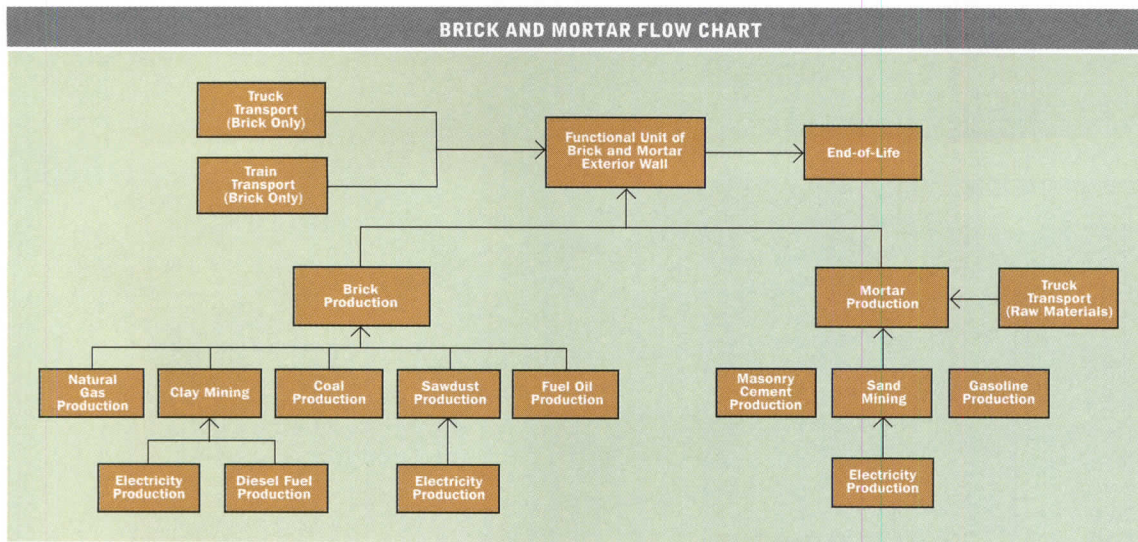 BRICK AND MORTAR FLOW CHART
Truck
Transport
(Brick Only)
Functional Unit of
Brick and Mortar
Exterior Wall
End-of-Life
Train
Transport
(Brick Only)
Brick
Production
Mortar
Production
Truck
Transport
(Raw Materials)
Natural
Gas
Production
Clay Mining
Coal
Production
Sawdust
Production
Fuel Oil
Production
Masonry
Cement
Production
Sand
Mining
Gasoline
Production
Electricity
Production
Diesel Fuel
Production
Electricity
Production
Electricity
Production